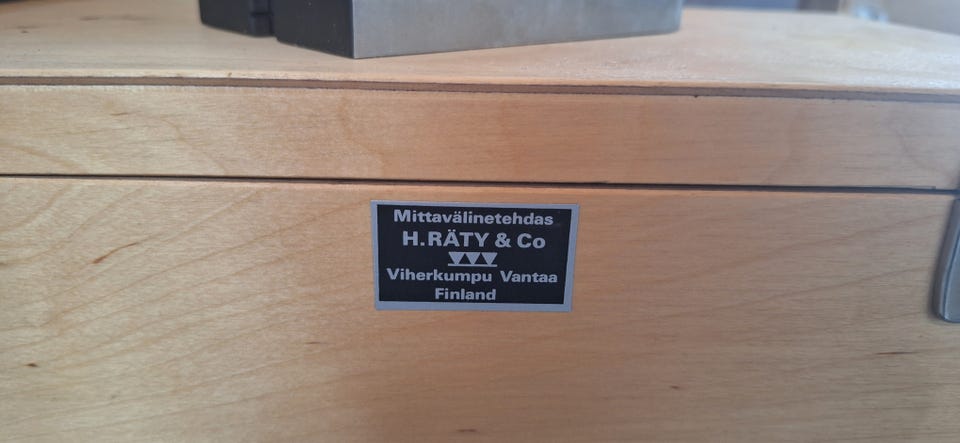 Mittavälinetehdas
H.RÄTY & Co
Viherkumpu Vantaa
Finland